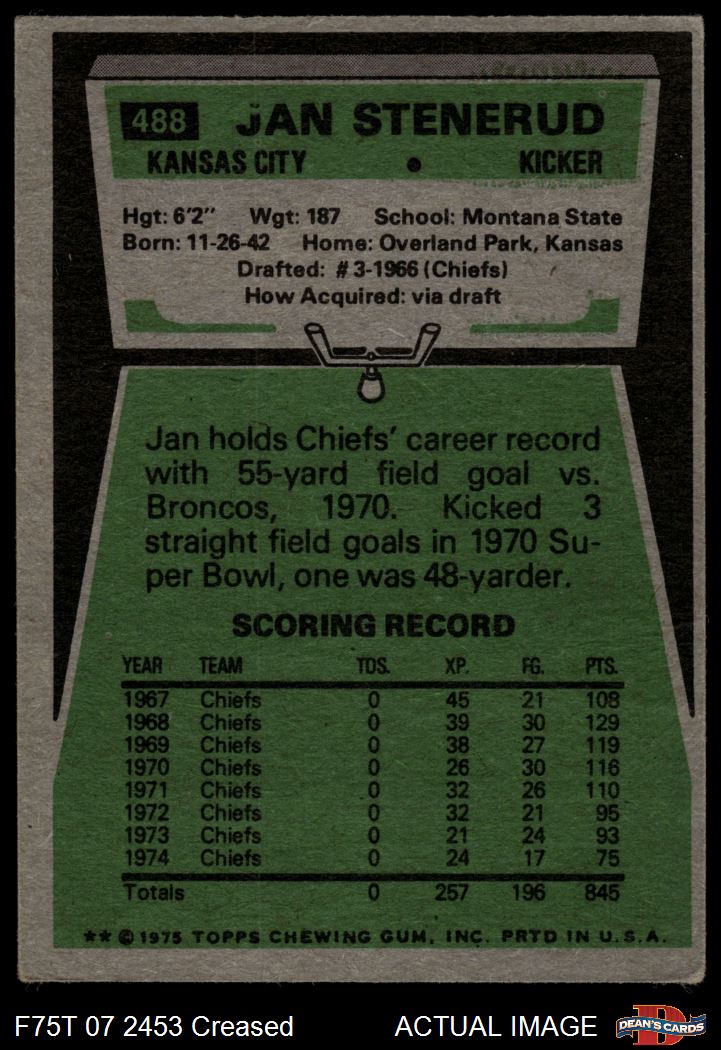 488 JAN STENERUD
KANSAS CITY • KICKER
Hgt: 6'2" Wgt: 187 School: Montana State
Born: 11-26-42 Home: Overland Park, Kansas
Drafted: #3-1966 (Chiefs)
How Acquired: via draft
Jan holds Chiefs' career record
with 55-yard field goal vs.
Broncos, 1970. Kicked 3
straight field goals in 1970 Su-
per Bowl, one was 48-yarder.
SCORING RECORD
YEAR TEAM TDS. XP. FG. PTS.
1967 Chiefs 0 45 21 108
1968 Chiefs 0 39 30 129
1969 Chiefs 0 38 27 119
1970 Chiefs 0 26 30 116
1971 Chiefs 0 32 26 110
1972 Chiefs 0 32 21 95
1973 Chiefs 0 21 24 93
1974 Chiefs 0 24 17 75
Totals 0 257 196 845
** © 1975 TOPPS CHEWING GUM, INC. PRTD IN U.S.A.
F75T 07 2453 Creased ACTUAL IMAGE DEAN'S CARDS